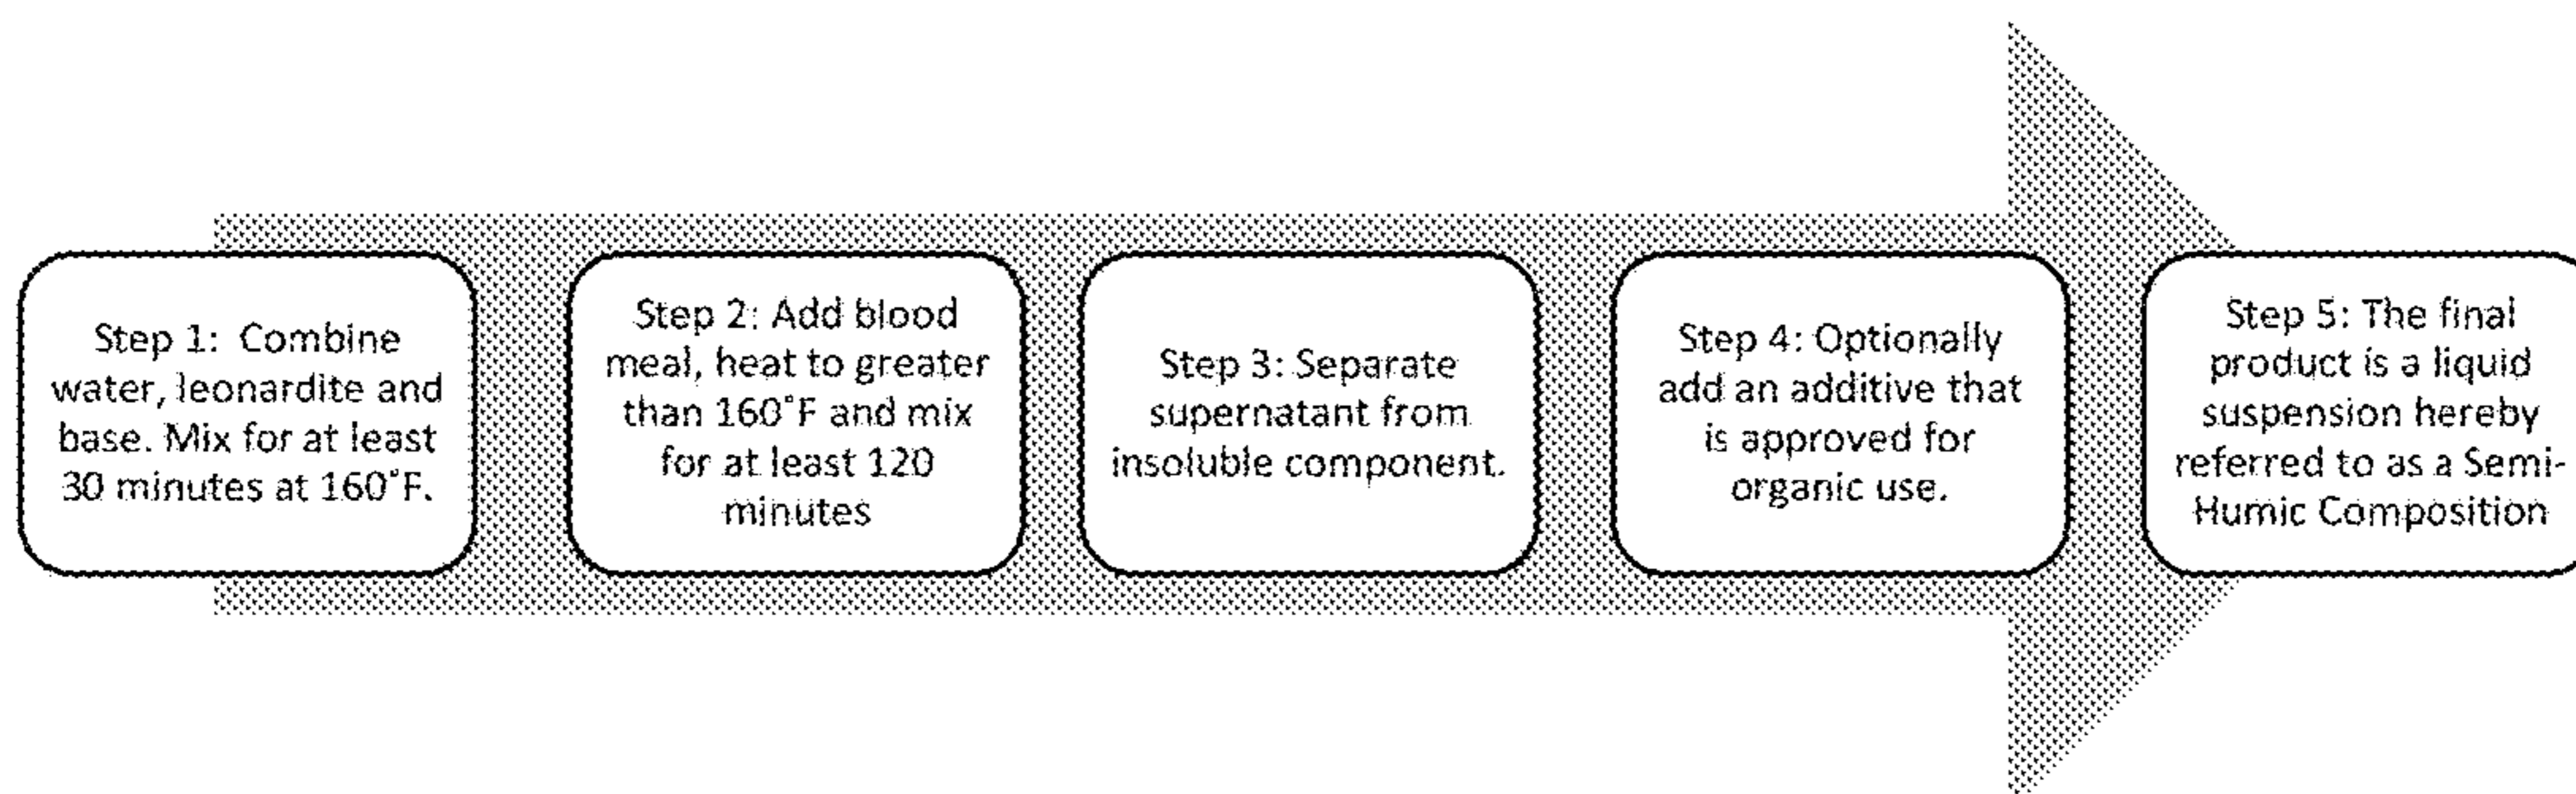 Step 1: Combine
water, leonardite and
base. Mix for at least
30 minutes at 160˚F.
Step 2: Add blood
meal, heat to greater
than 160˚F and mix
for at least 120
minutes
Step 3: Separate
supernatant from
insoluble component.
Step 4: Optionally
add an additive that
is approved for
organic use.
Step 5: The final
product is a liquid
suspension hereby
referred to as a Semi-
Humic Composition